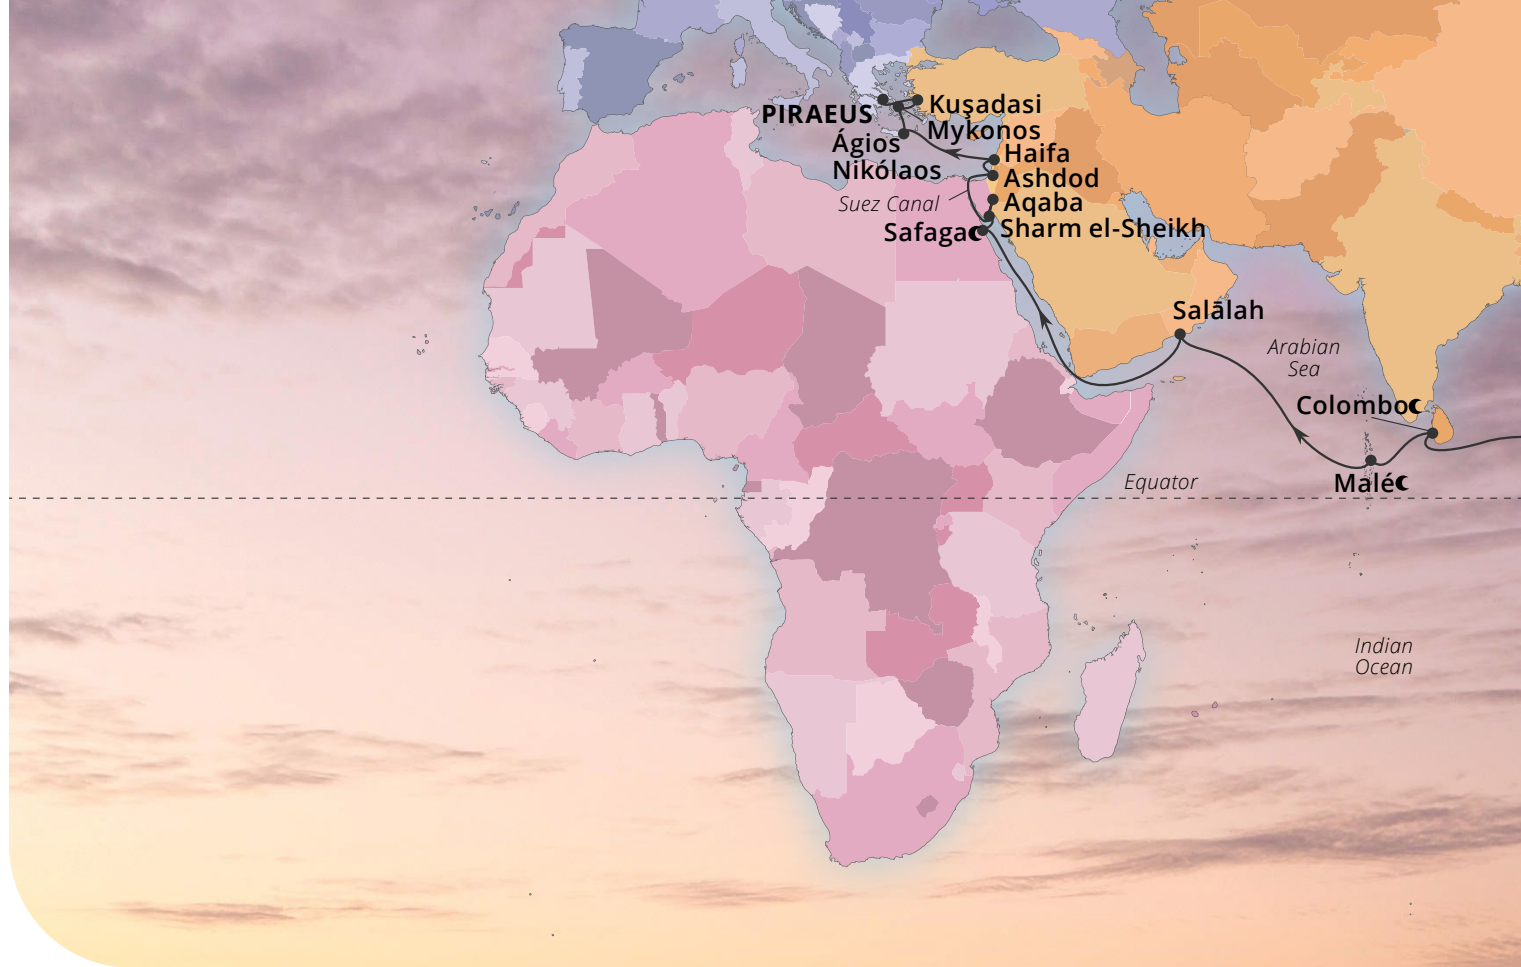 PIRAEUS
Kuşadasi
Mykonos
Ágios
Nikólaos
Haifa
Ashdod
Suez Canal
Aqaba
Safaga
Sharm el-Sheikh
Salālah
Arabian
Sea
Colombo
Malé
Equator
Indian
Ocean